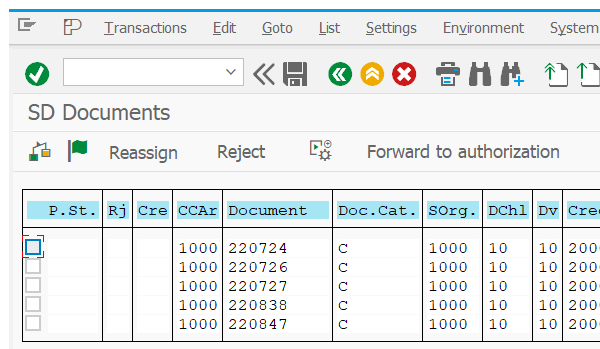 Transactions Edit Goto List Settings Environment System
SD Documents
Reassign Reject Forward to authorization
P.St. Rj Cre CCAr Document Doc.Cat. SOrg. DChl Dv Cred
1000 220724 C 1000 10 10 200
1000 220726 C 1000 10 10 200
1000 220727 C 1000 10 10 200
1000 220838 C 1000 10 10 200
1000 220847 C 1000 10 10 200